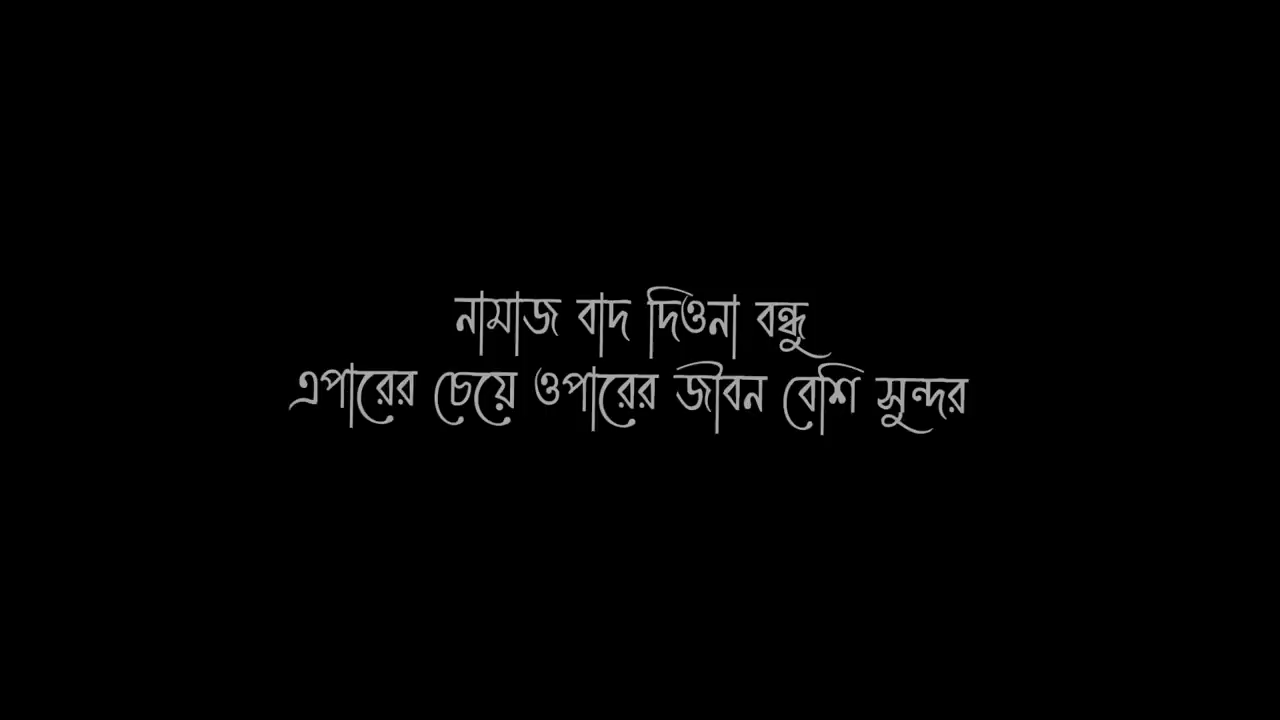 নামাজ বাদ দিওনা বন্ধু
এপারের চেয়ে ওপারের জীবন বেশি সুন্দর